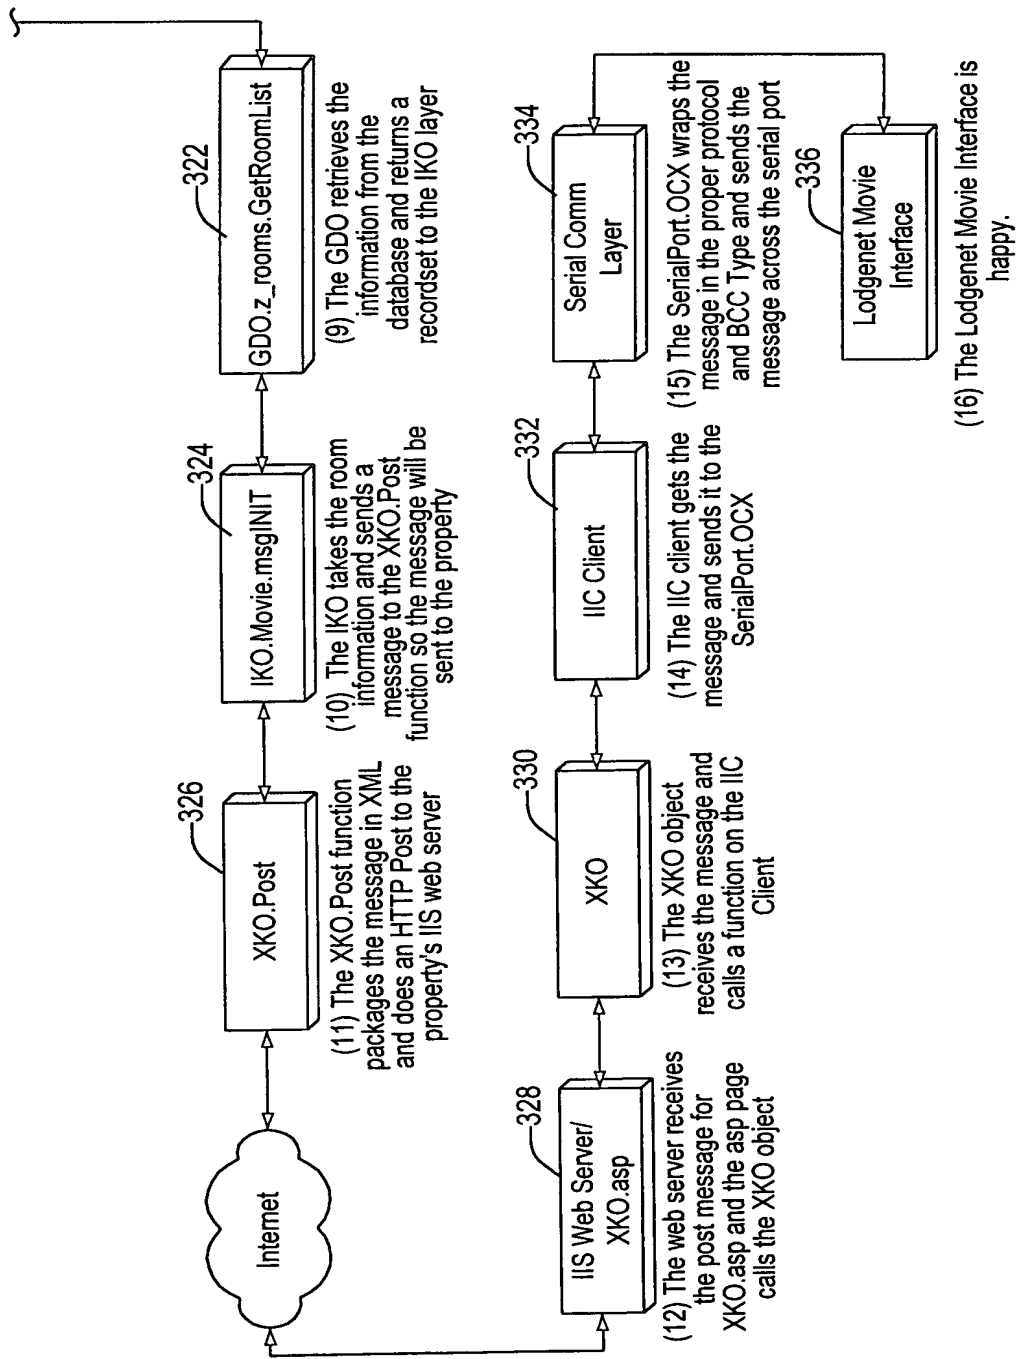 322
GDO.z_rooms.GetRoomList
(9) The GDO retrieves the
information from the
database and returns a
recordset to the IKO layer
324
IKO.Movie.msgINIT
(10) The IKO takes the room
information and sends a
message to the XKO.Post
function so the message will be
sent to the property
326
XKO.Post
(11) The XKO.Post function
packages the message in XML
and does an HTTP Post to the
property's IIS web server
Internet
328
IIS Web Server/
XKO.asp
(12) The web server receives
the post message for
XKO.asp and the asp page
calls the XKO object
330
XKO
(13) The XKO object
receives the message and
calls a function on the IIC
Client
332
IIC Client
(14) The IIC client gets the
message and sends it to the
SerialPort.OCX
334
Serial Comm
Layer
(15) The SerialPort.OCX wraps the
message in the proper protocol
and BCC Type and sends the
message across the serial port
336
Lodgenet Movie
Interface
(16) The Lodgenet Movie Interface is
happy.